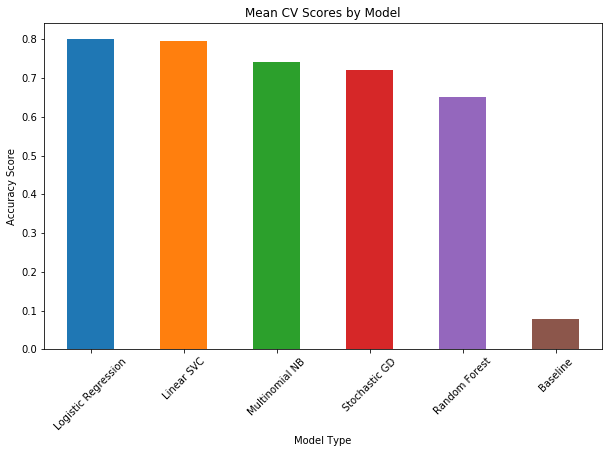 Mean CV Scores by Model
Accuracy Score
0.8
0.7
0.6
0.5
0.4
0.3
0.2
0.1
0.0
Logistic Regression
Linear SVC
Multinomial NB
Stochastic GD
Random Forest
Baseline
Model Type